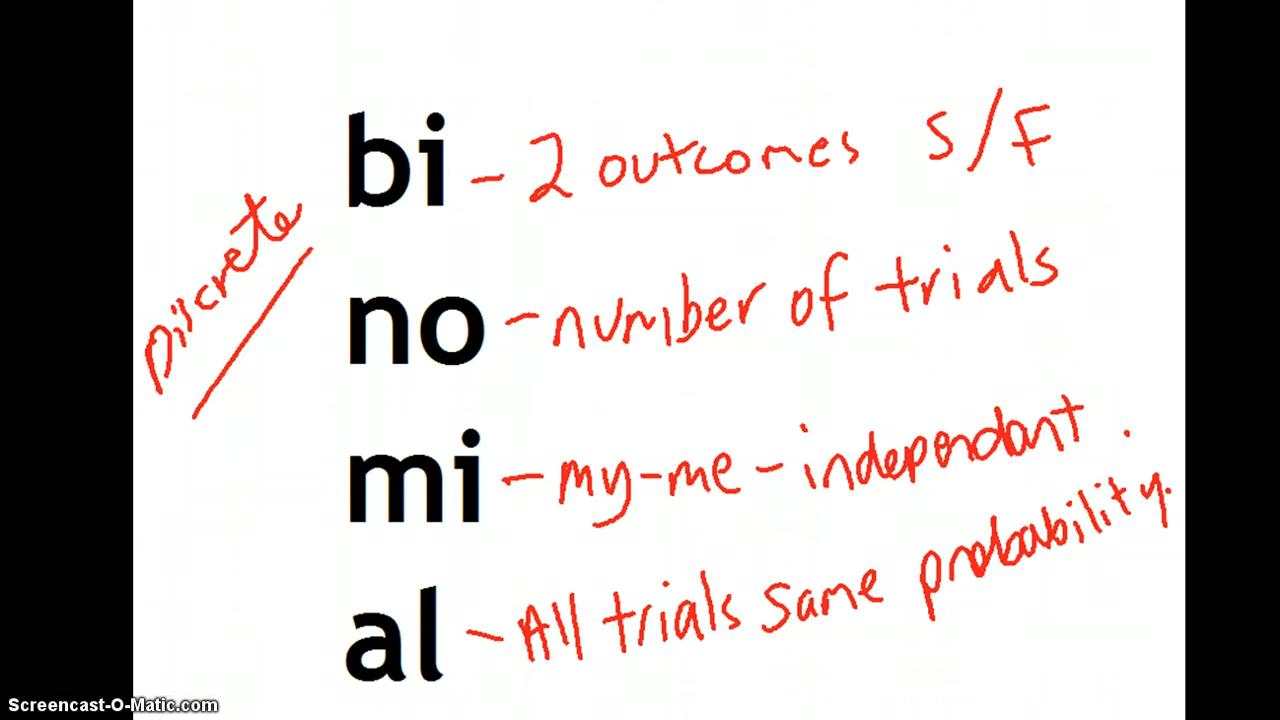 bi - 2 outcomes S/F
Discrete
no - number of trials
mi - my-me - independant.
al - All trials same probability.
Screencast-O-Matic.com